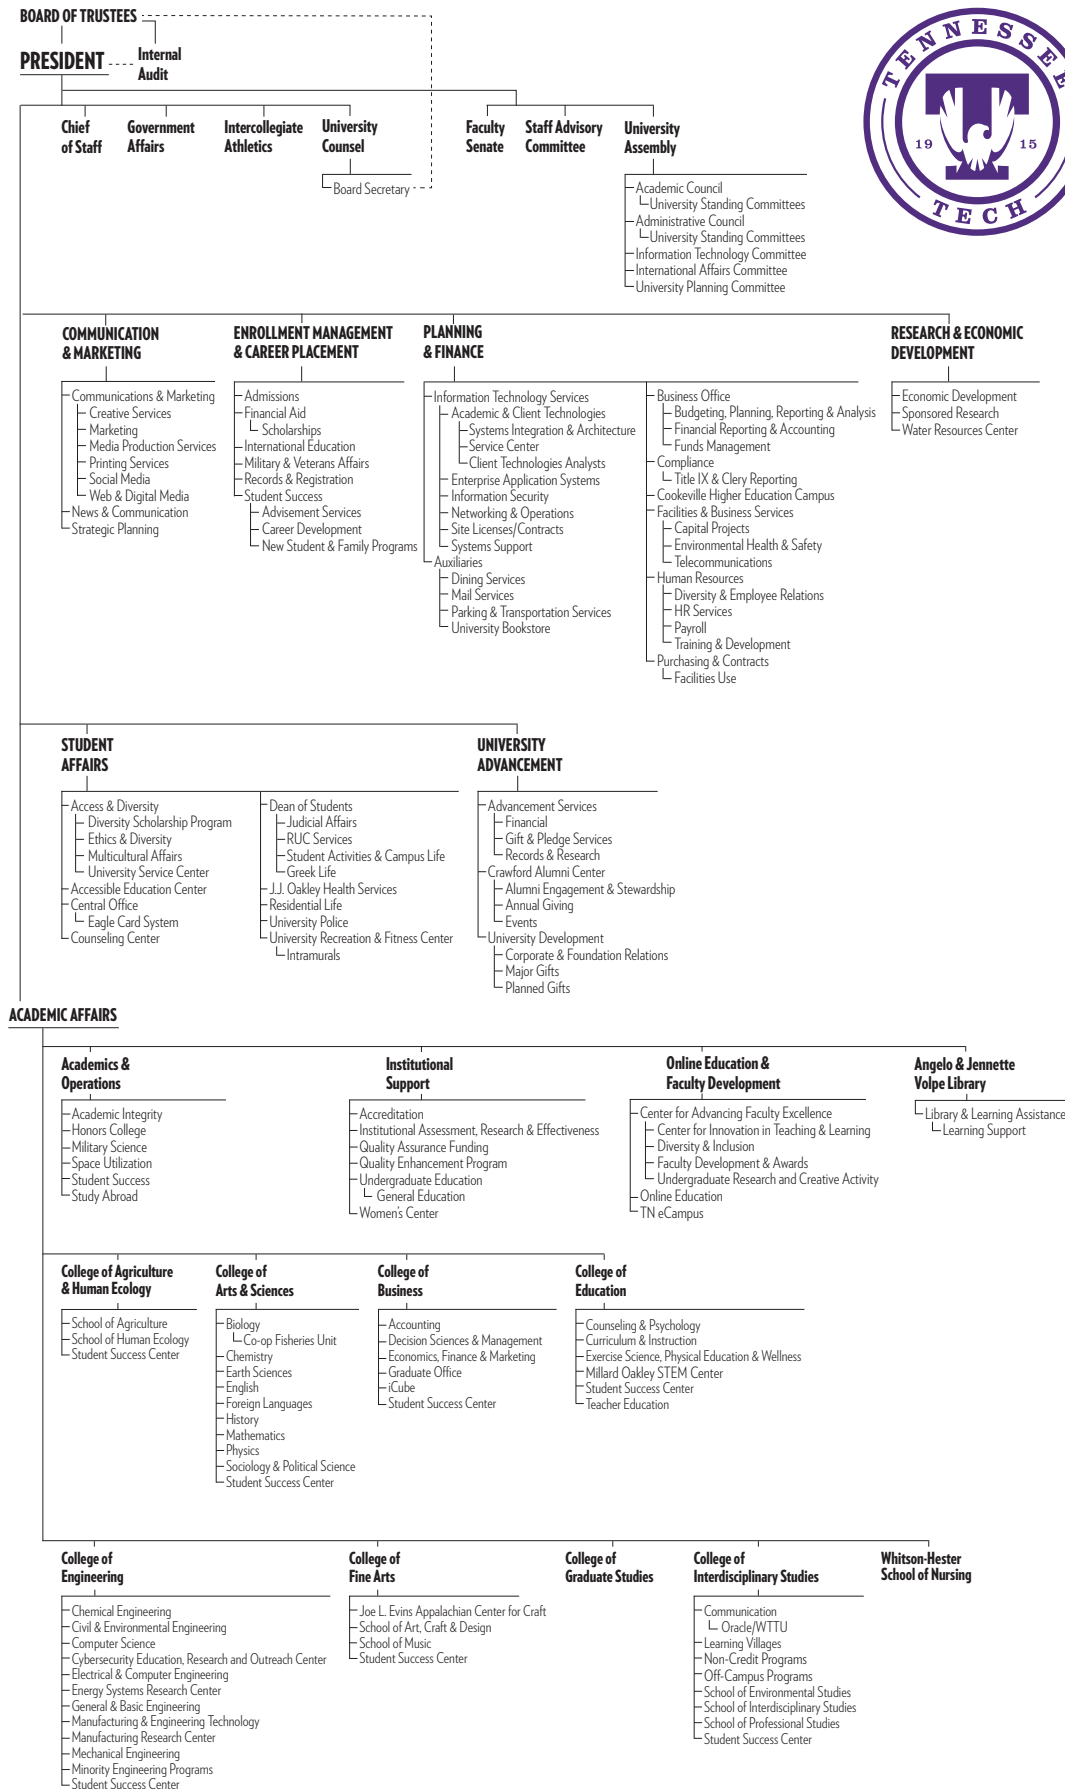 BOARD OF TRUSTEES
PRESIDENT
Internal
Audit
TENNESSEE
19 15
TECH
Chief
of Staff
Government
Affairs
Intercollegiate
Athletics
University
Counsel
Board Secretary
Faculty
Senate
Staff Advisory
Committee
University
Assembly
Academic Council
University Standing Committees
Administrative Council
University Standing Committees
Information Technology Committee
International Affairs Committee
University Planning Committee
COMMUNICATION
& MARKETING
Communications & Marketing
Creative Services
Marketing
Media Production Services
Printing Services
Social Media
Web & Digital Media
News & Communication
Strategic Planning
ENROLLMENT MANAGEMENT
& CAREER PLACEMENT
Admissions
Financial Aid
Scholarships
International Education
Military & Veterans Affairs
Records & Registration
Student Success
Advisement Services
Career Development
New Student & Family Programs
PLANNING
& FINANCE
Information Technology Services
Academic & Client Technologies
Systems Integration & Architecture
Service Center
Client Technologies Analysts
Enterprise Application Systems
Information Security
Networking & Operations
Site Licenses/Contracts
Systems Support
Auxiliaries
Dining Services
Mail Services
Parking & Transportation Services
University Bookstore
Business Office
Budgeting, Planning, Reporting & Analysis
Financial Reporting & Accounting
Funds Management
Compliance
Title IX & Clery Reporting
Cookeville Higher Education Campus
Facilities & Business Services
Capital Projects
Environmental Health & Safety
Telecommunications
Human Resources
Diversity & Employee Relations
HR Services
Payroll
Training & Development
Purchasing & Contracts
Facilities Use
RESEARCH & ECONOMIC
DEVELOPMENT
Economic Development
Sponsored Research
Water Resources Center
STUDENT
AFFAIRS
Access & Diversity
Diversity Scholarship Program
Ethics & Diversity
Multicultural Affairs
University Service Center
Accessible Education Center
Central Office
Eagle Card System
Counseling Center
Dean of Students
Judicial Affairs
RUC Services
Student Activities & Campus Life
Greek Life
J.J. Oakley Health Services
Residential Life
University Police
University Recreation & Fitness Center
Intramurals
UNIVERSITY
ADVANCEMENT
Advancement Services
Financial
Gift & Pledge Services
Records & Research
Crawford Alumni Center
Alumni Engagement & Stewardship
Annual Giving
Events
University Development
Corporate & Foundation Relations
Major Gifts
Planned Gifts
ACADEMIC AFFAIRS
Academics &
Operations
Academic Integrity
Honors College
Military Science
Space Utilization
Student Success
Study Abroad
Institutional
Support
Accreditation
Institutional Assessment, Research & Effectiveness
Quality Assurance Funding
Quality Enhancement Program
Undergraduate Education
General Education
Women's Center
Online Education &
Faculty Development
Center for Advancing Faculty Excellence
Center for Innovation in Teaching & Learning
Diversity & Inclusion
Faculty Development & Awards
Undergraduate Research and Creative Activity
Online Education
TN eCampus
Angelo & Jennette
Volpe Library
Library & Learning Assistance
Learning Support
College of Agriculture
& Human Ecology
School of Agriculture
School of Human Ecology
Student Success Center
College of
Arts & Sciences
Biology
Co-op Fisheries Unit
Chemistry
Earth Sciences
English
Foreign Languages
History
Mathematics
Physics
Sociology & Political Science
Student Success Center
College of
Business
Accounting
Decision Sciences & Management
Economics, Finance & Marketing
Graduate Office
iCube
Student Success Center
College of
Education
Counseling & Psychology
Curriculum & Instruction
Exercise Science, Physical Education & Wellness
Millard Oakley STEM Center
Student Success Center
Teacher Education
College of
Engineering
Chemical Engineering
Civil & Environmental Engineering
Computer Science
Cybersecurity Education, Research and Outreach Center
Electrical & Computer Engineering
Energy Systems Research Center
General & Basic Engineering
Manufacturing & Engineering Technology
Manufacturing Research Center
Mechanical Engineering
Minority Engineering Programs
Student Success Center
College of
Fine Arts
Joe L. Evins Appalachian Center for Craft
School of Art, Craft & Design
School of Music
Student Success Center
College of
Graduate Studies
College of
Interdisciplinary Studies
Communication
Oracle/WTTU
Learning Villages
Non-Credit Programs
Off-Campus Programs
School of Environmental Studies
School of Interdisciplinary Studies
School of Professional Studies
Student Success Center
Whitson-Hester
School of Nursing